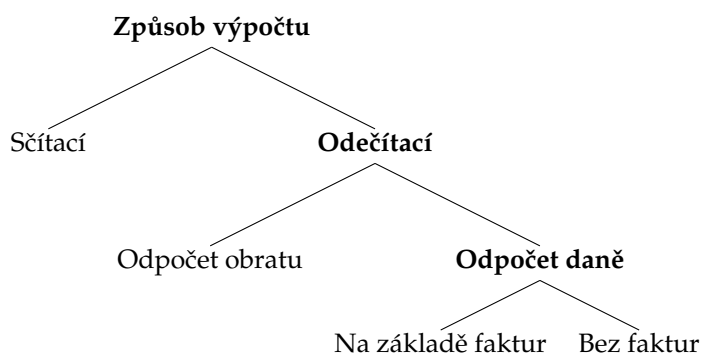 Způsob výpočtu
Sčítací
Odečítací
Odpočet obratu
Odpočet daně
Na základě faktur
Bez faktur